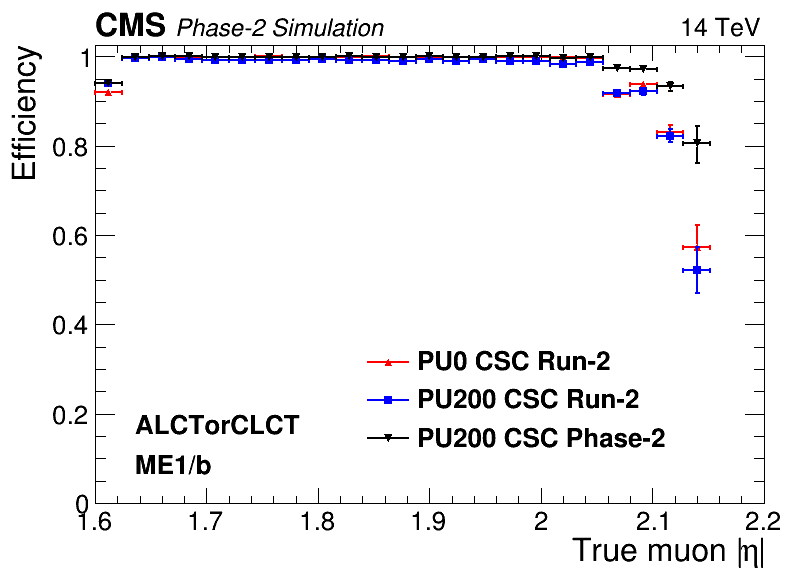 CMS Phase-2 Simulation 14 TeV
Efficiency
1
0.8
0.6
0.4
0.2
0
PU0 CSC Run-2
PU200 CSC Run-2
PU200 CSC Phase-2
ALCTorCLCT
ME1/b
1.6 1.7 1.8 1.9 2 2.1 2.2
True muon |η|